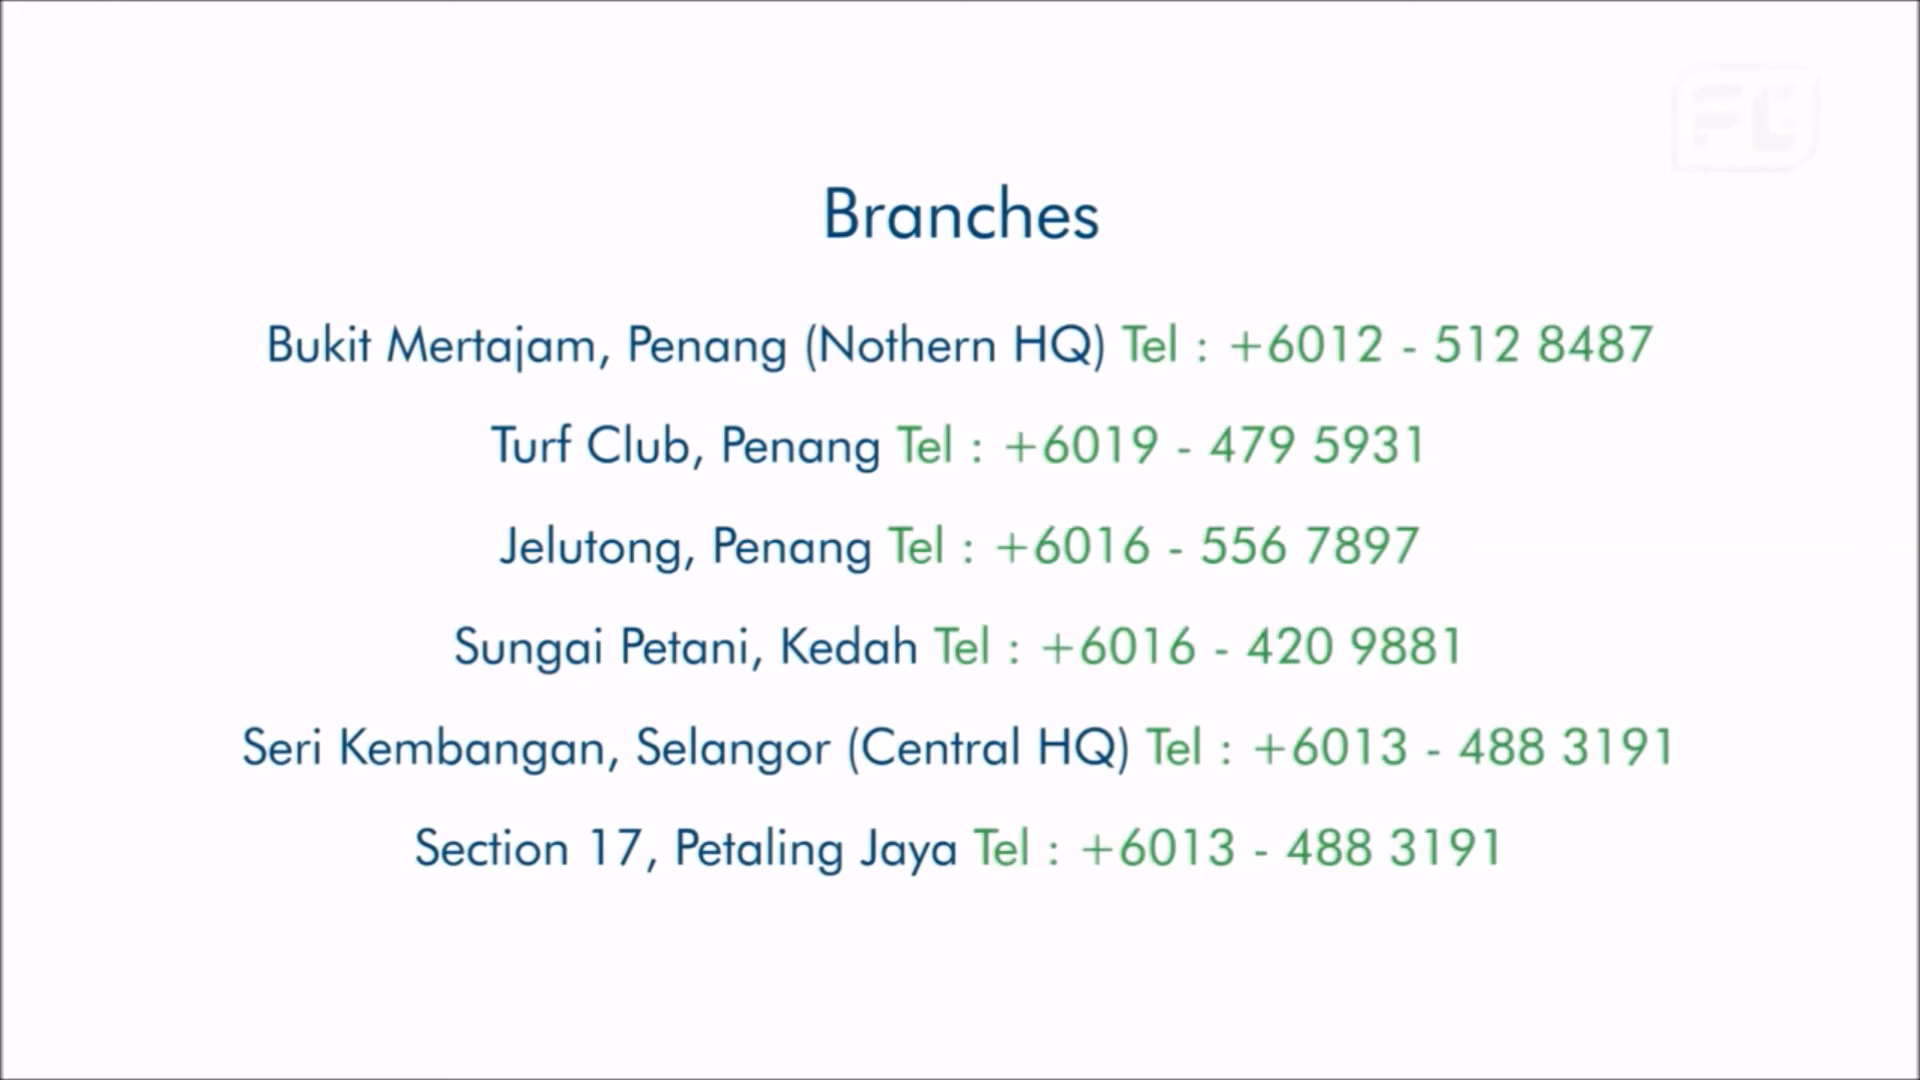 FG
Branches
Bukit Mertajam, Penang (Nothern HQ) Tel : +6012 - 512 8487
Turf Club, Penang Tel : +6019 - 479 5931
Jelutong, Penang Tel : +6016 - 556 7897
Sungai Petani, Kedah Tel : +6016 - 420 9881
Seri Kembangan, Selangor (Central HQ) Tel : +6013 - 488 3191
Section 17, Petaling Jaya Tel : +6013 - 488 3191